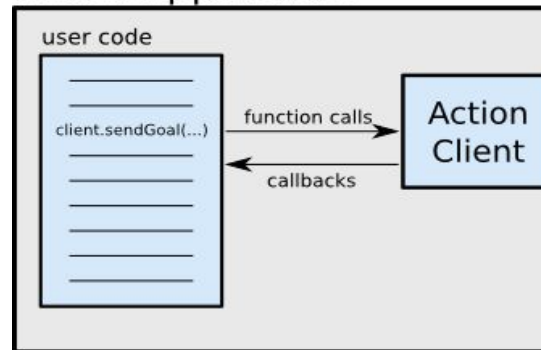 user code
client.sendGoal(...)
function calls
callbacks
Action
Client